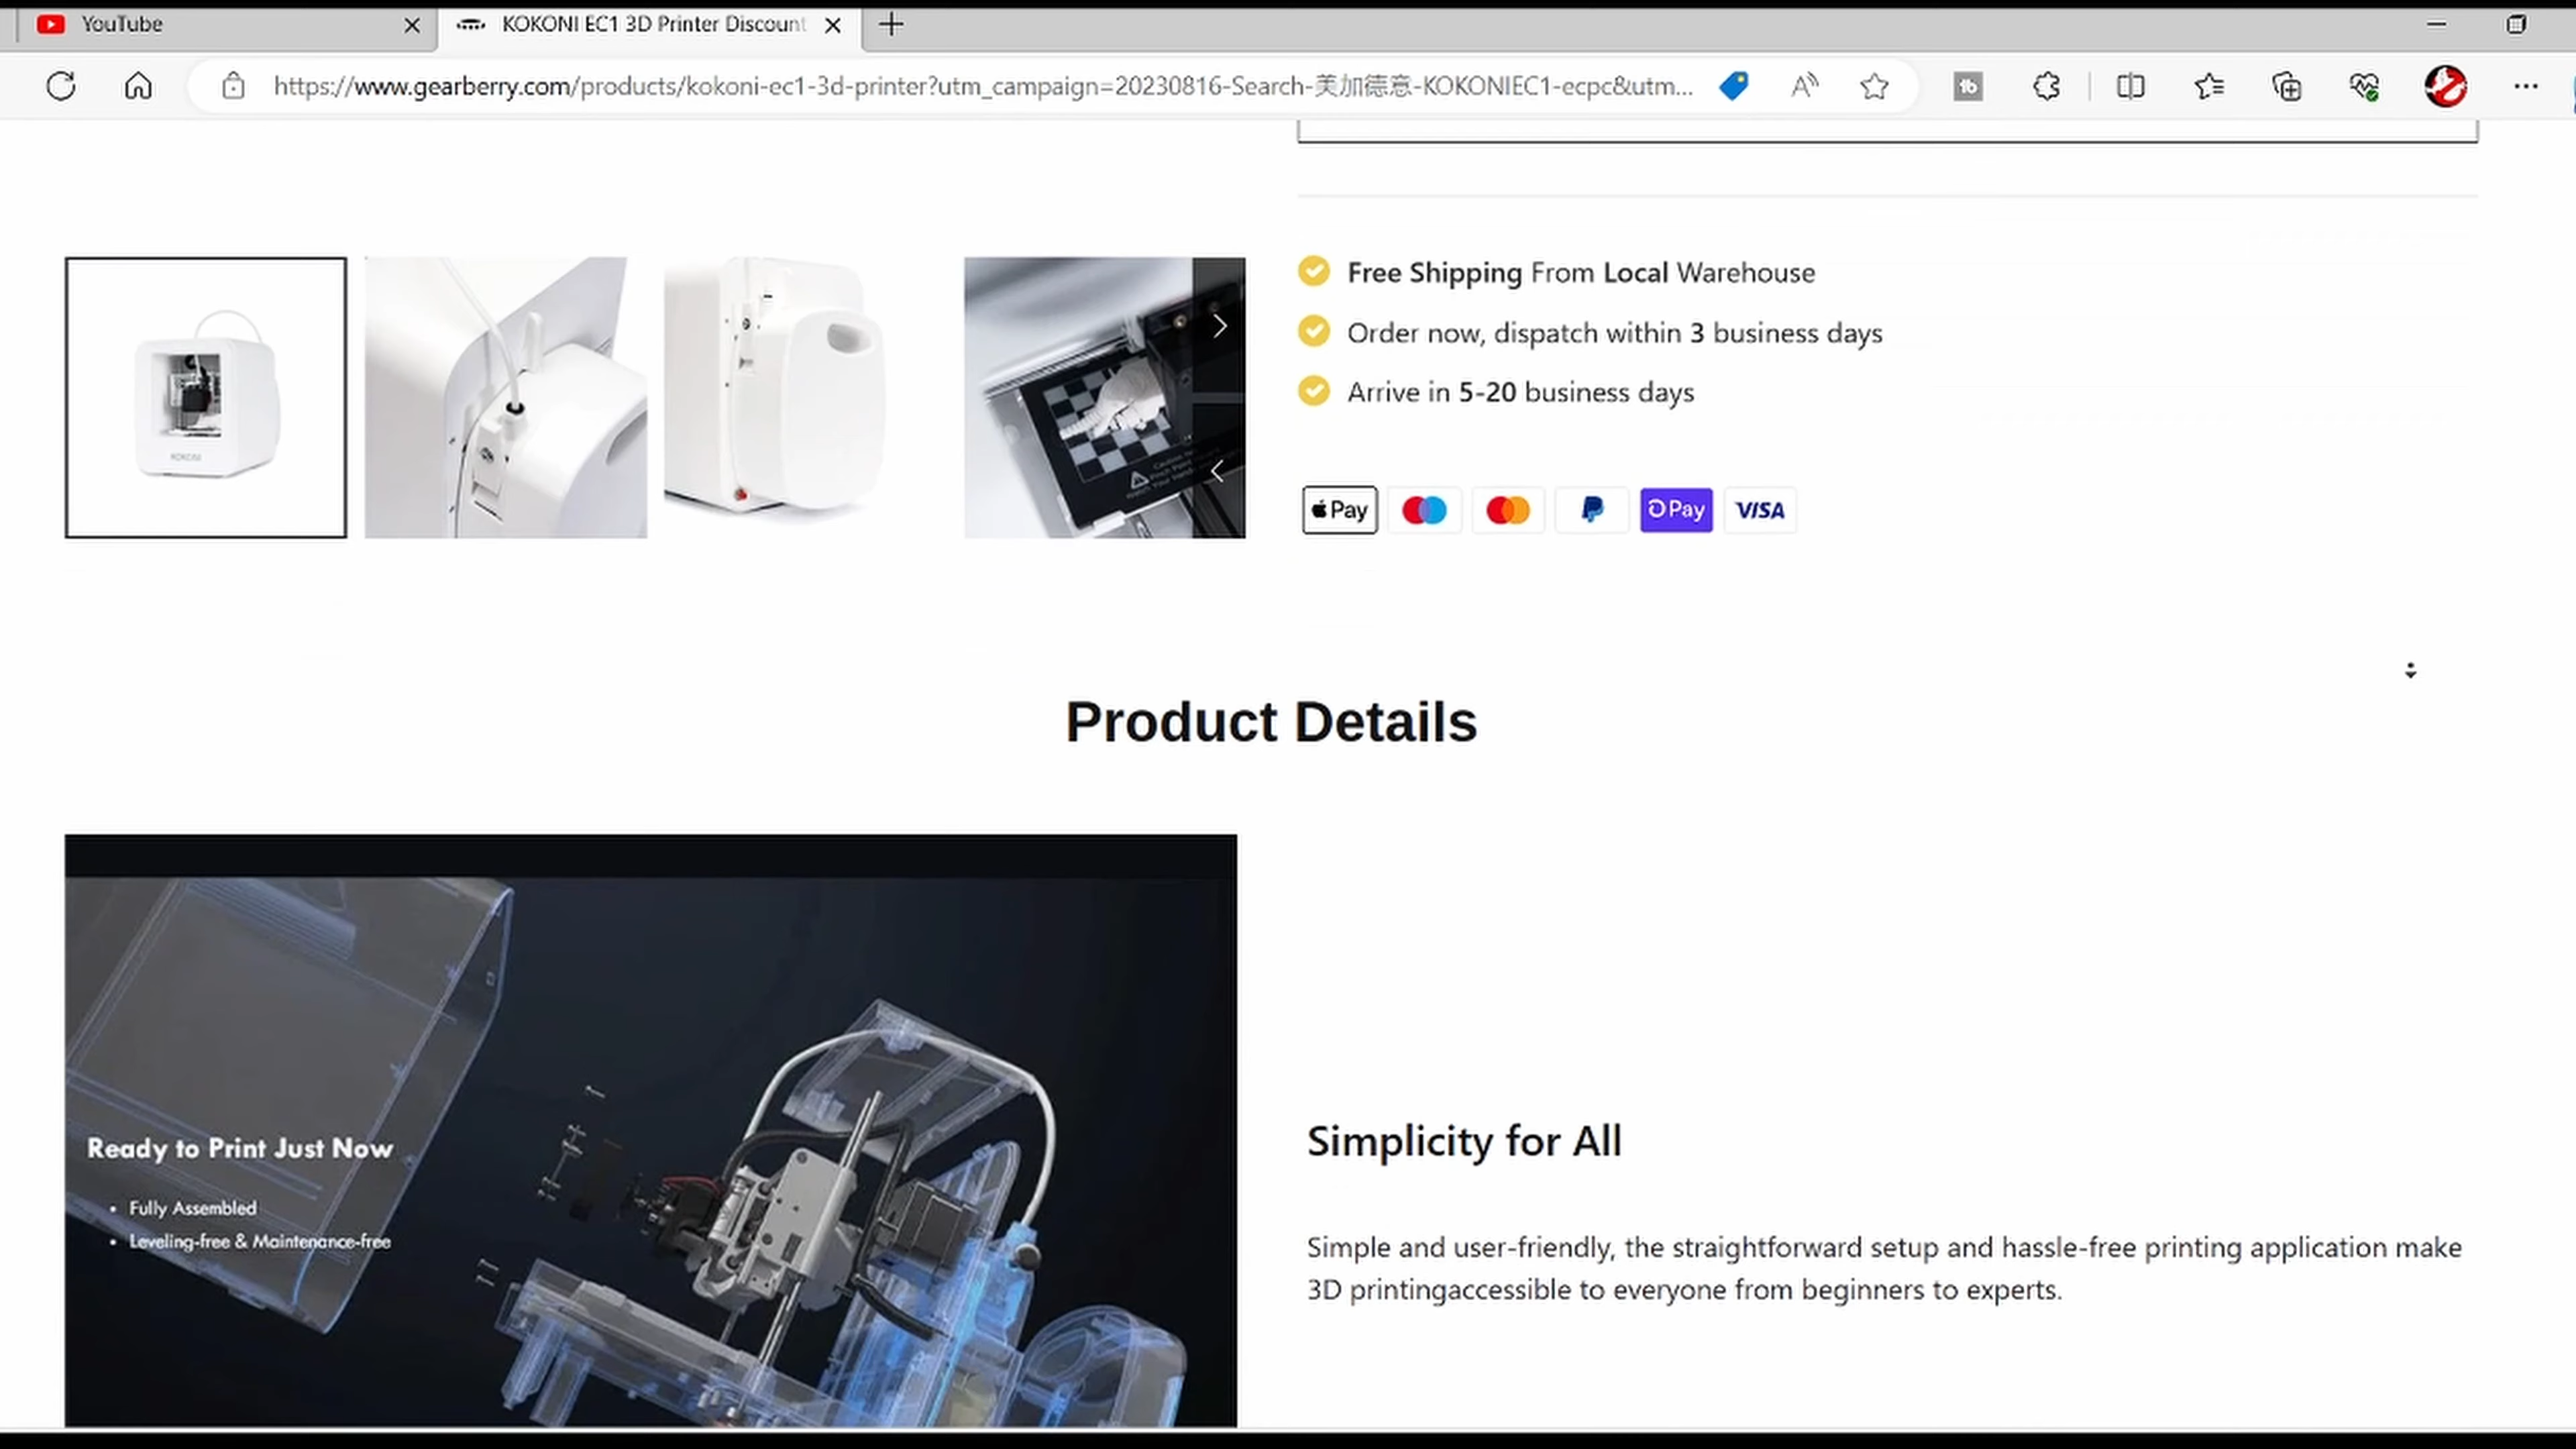 YouTube
KOKONI EC1 3D Printer Discount
https://www.gearberry.com/products/kokoni-ec1-3d-printer?utm_campaign=20230816-Search-美加德意-KOKONIEC1-ecpc&utm...
KOKONI
Free Shipping From Local Warehouse
Order now, dispatch within 3 business days
Arrive in 5-20 business days
Pay
PayPal
Pay
VISA
Product Details
Ready to Print Just Now
• Fully Assembled
• Leveling-free & Maintenance-free
Simplicity for All
Simple and user-friendly, the straightforward setup and hassle-free printing application make
3D printingaccessible to everyone from beginners to experts.